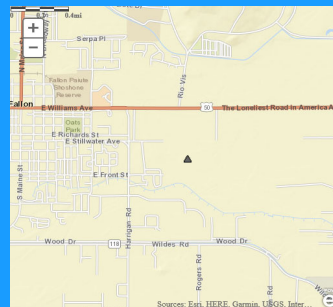 0.4mi
+
−
Serpa Pl
N Maine St
Rio Vis
Fallon Paiute
Shoshone
Reserve
50
The Loneliest Road in America
Fallon
E Williams Ave
Oats
Park
E Richards St
E Stillwater Ave
E Front St
S Maine St
Harrigan Rd
Wood Dr
118
Wildes Rd
Wood Dr
Rogers Rd
Rd
Sources: Esri, HERE, Garmin, USGS, Inter...